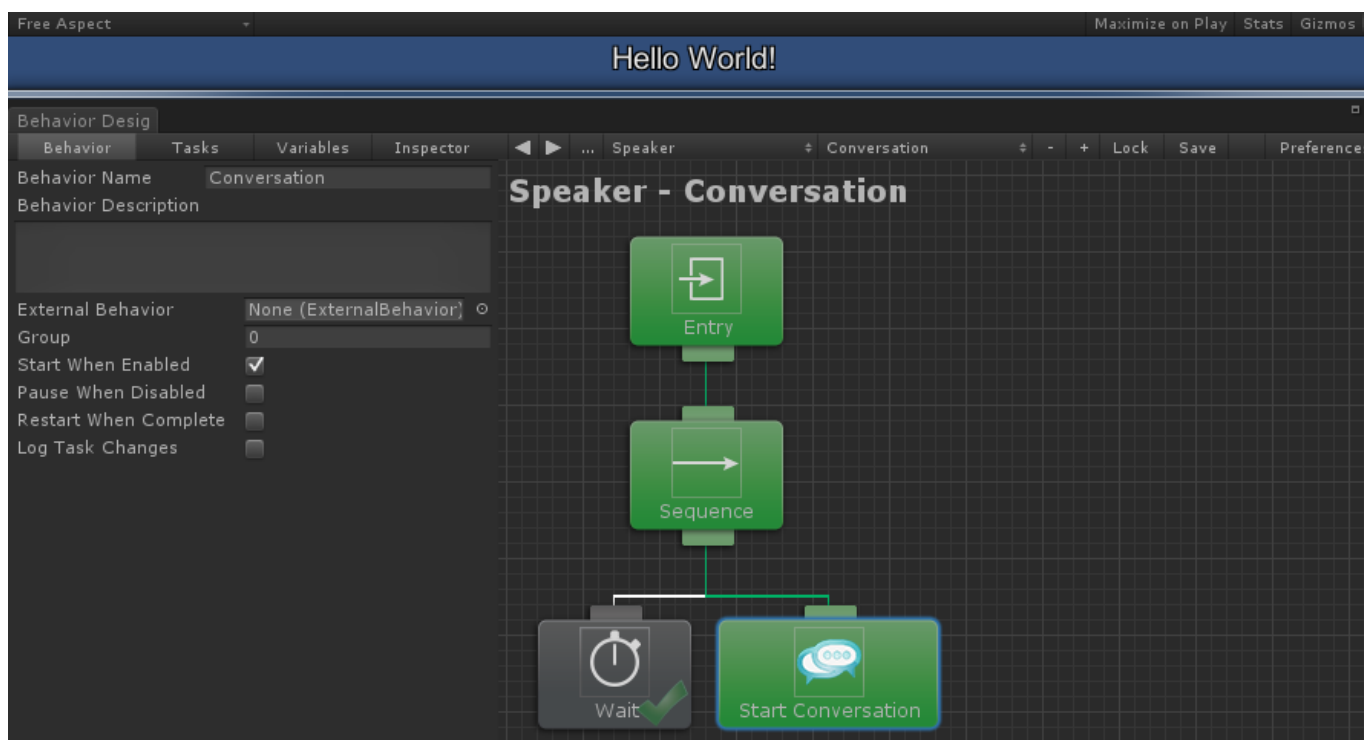 Free Aspect Maximize on Play Stats Gizmos
Hello World!
Behavior Desig
Behavior Tasks Variables Inspector ... Speaker Conversation - + Lock Save Preference
Behavior Name Conversation
Behavior Description
Speaker - Conversation
External Behavior None (ExternalBehavior)
Group 0
Start When Enabled
Pause When Disabled
Restart When Complete
Log Task Changes
Entry
Sequence
Wait
Start Conversation